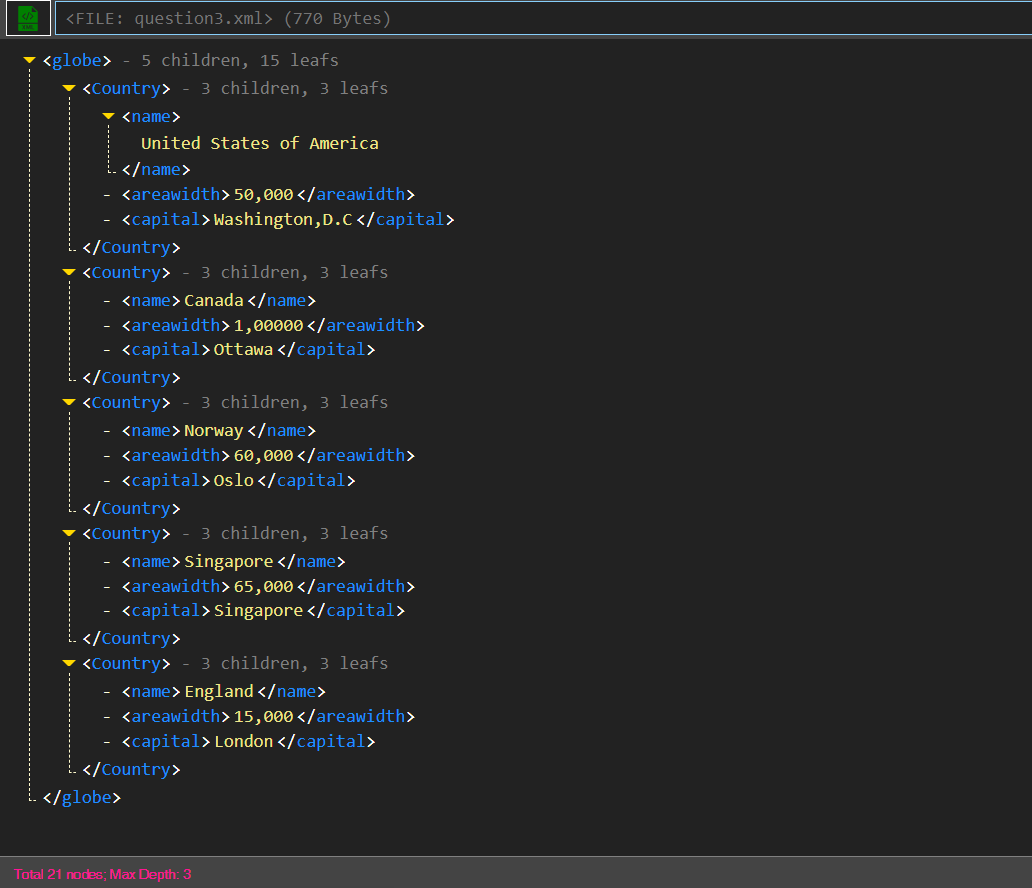 <FILE: question3.xml> (770 Bytes)
<globe> - 5 children, 15 leafs
<Country> - 3 children, 3 leafs
<name>
United States of America
</name>
- <areawidth>50,000</areawidth>
- <capital>Washington,D.C</capital>
</Country>
<Country> - 3 children, 3 leafs
- <name>Canada</name>
- <areawidth>1,00000</areawidth>
- <capital>Ottawa</capital>
</Country>
<Country> - 3 children, 3 leafs
- <name>Norway</name>
- <areawidth>60,000</areawidth>
- <capital>Oslo</capital>
</Country>
<Country> - 3 children, 3 leafs
- <name>Singapore</name>
- <areawidth>65,000</areawidth>
- <capital>Singapore</capital>
</Country>
<Country> - 3 children, 3 leafs
- <name>England</name>
- <areawidth>15,000</areawidth>
- <capital>London</capital>
</Country>
</globe>
Total 21 nodes; Max Depth: 3